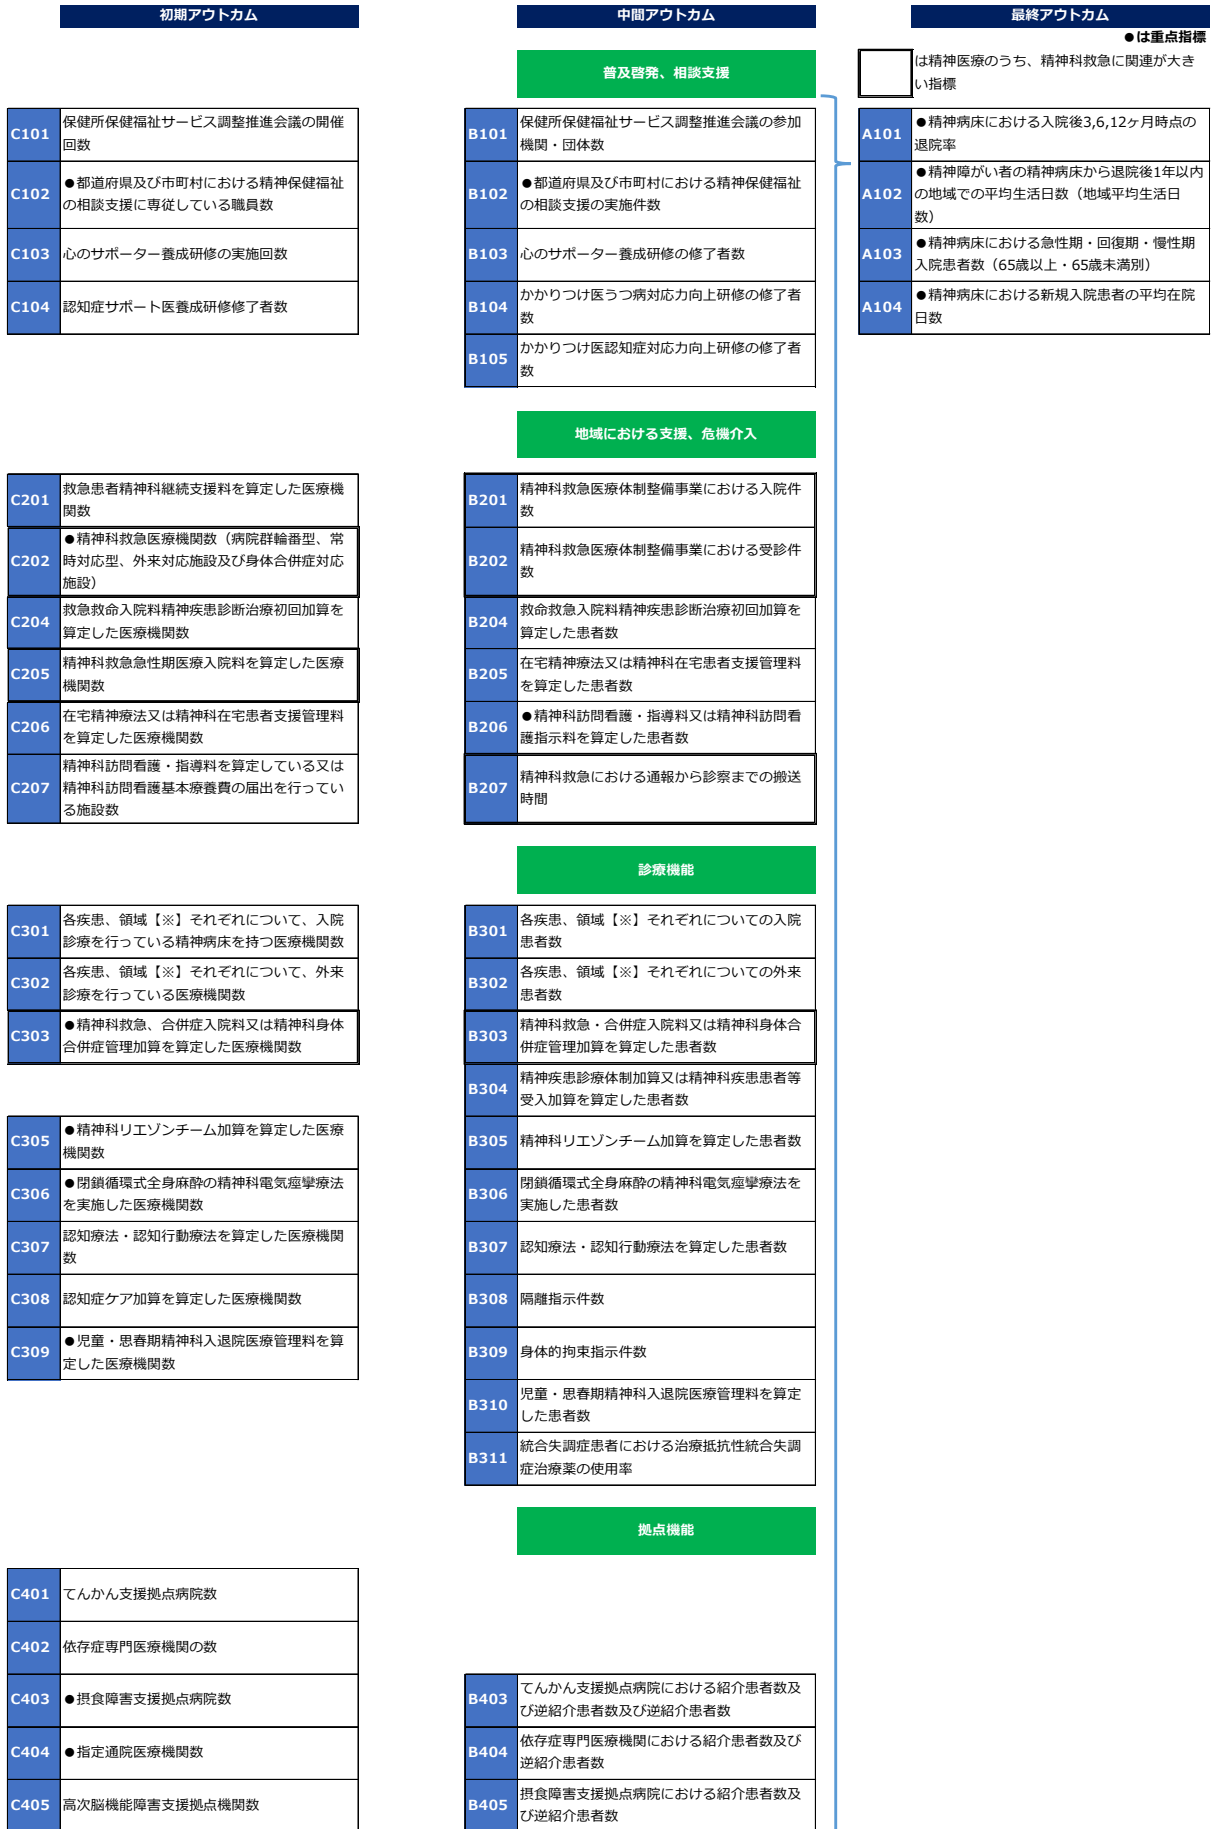 初期アウトカム
中間アウトカム
最終アウトカム
●は重点指標
普及啓発、相談支援
は精神医療のうち、精神科救急に関連が大き
い指標
C101
保健所保健福祉サービス調整推進会議の開催
回数
B101
保健所保健福祉サービス調整推進会議の参加
機関・団体数
A101
●精神病床における入院後3,6,12ヶ月時点の
退院率
C102
●都道府県及び市町村における精神保健福祉
の相談支援に専従している職員数
B102
●都道府県及び市町村における精神保健福祉
の相談支援の実施件数
A102
●精神障がい者の精神病床から退院後1年以内
の地域での平均生活日数（地域平均生活日
数）
C103
心のサポーター養成研修の実施回数
B103
心のサポーター養成研修の修了者数
A103
●精神病床における急性期・回復期・慢性期
入院患者数（65歳以上・65歳未満別）
C104
認知症サポート医養成研修修了者数
B104
かかりつけ医うつ病対応力向上研修の修了者
数
A104
●精神病床における新規入院患者の平均在院
日数
B105
かかりつけ医認知症対応力向上研修の修了者
数
地域における支援、危機介入
C201
救急患者精神科継続支援料を算定した医療機
関数
B201
精神科救急医療体制整備事業における入院件
数
C202
●精神科救急医療機関数（病院群輪番型、常
時対応型、外来対応施設及び身体合併症対応
施設）
B202
精神科救急医療体制整備事業における受診件
数
C204
救急救命入院料精神疾患診断治療初回加算を
算定した医療機関数
B204
救命救急入院料精神疾患診断治療初回加算を
算定した患者数
C205
精神科救急急性期医療入院料を算定した医療
機関数
B205
在宅精神療法又は精神科在宅患者支援管理料
を算定した患者数
C206
在宅精神療法又は精神科在宅患者支援管理料
を算定した医療機関数
B206
●精神科訪問看護・指導料又は精神科訪問看
護指示料を算定した患者数
C207
精神科訪問看護・指導料を算定している又は
精神科訪問看護基本療養費の届出を行ってい
る施設数
B207
精神科救急における通報から診察までの搬送
時間
診療機能
C301
各疾患、領域【※】それぞれについて、入院
診療を行っている精神病床を持つ医療機関数
B301
各疾患、領域【※】それぞれについての入院
患者数
C302
各疾患、領域【※】それぞれについて、外来
診療を行っている医療機関数
B302
各疾患、領域【※】それぞれについての外来
患者数
C303
●精神科救急、合併症入院料又は精神科身体
合併症管理加算を算定した医療機関数
B303
精神科救急・合併症入院料又は精神科身体合
併症管理加算を算定した患者数
B304
精神疾患診療体制加算又は精神科疾患患者等
受入加算を算定した患者数
C305
●精神科リエゾンチーム加算を算定した医療
機関数
B305
精神科リエゾンチーム加算を算定した患者数
C306
●閉鎖循環式全身麻酔の精神科電気痙攣療法
を実施した医療機関数
B306
閉鎖循環式全身麻酔の精神科電気痙攣療法を
実施した患者数
C307
認知療法・認知行動療法を算定した医療機関
数
B307
認知療法・認知行動療法を算定した患者数
C308
認知症ケア加算を算定した医療機関数
B308
隔離指示件数
C309
●児童・思春期精神科入退院医療管理料を算
定した医療機関数
B309
身体的拘束指示件数
B310
児童・思春期精神科入退院医療管理料を算定
した患者数
B311
統合失調症患者における治療抵抗性統合失調
症治療薬の使用率
拠点機能
C401
てんかん支援拠点病院数
C402
依存症専門医療機関の数
C403
●摂食障害支援拠点病院数
B403
てんかん支援拠点病院における紹介患者数及
び逆紹介患者数及び逆紹介患者数
C404
●指定通院医療機関数
B404
依存症専門医療機関における紹介患者数及び
逆紹介患者数
C405
高次脳機能障害支援拠点機関数
B405
摂食障害支援拠点病院における紹介患者数及
び逆紹介患者数